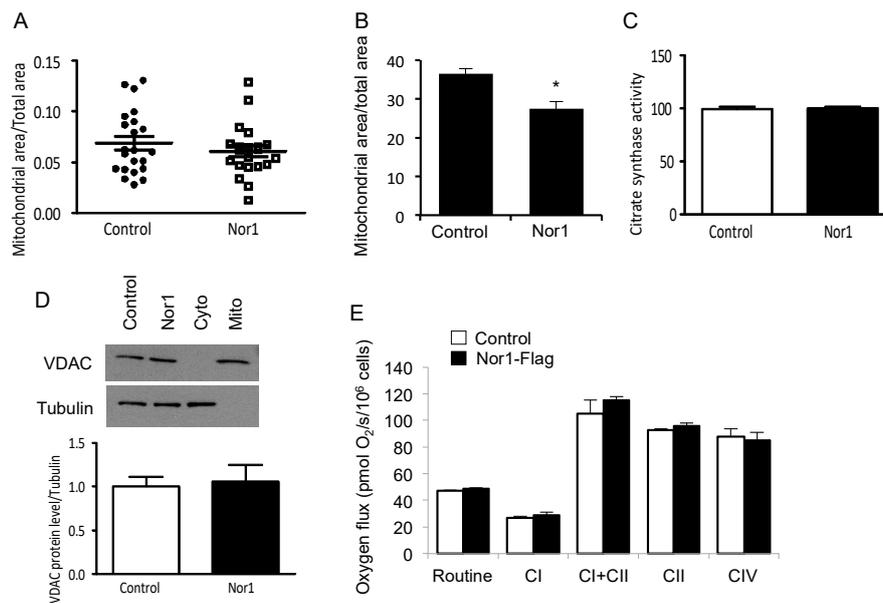 A
Mitochondrial area/Total area
0.15
0.10
0.05
0.00
Control
Nor1
B
Mitochondrial area/total area
40
30
20
10
0
*
Control
Nor1
C
Citrate synthase activity
150
100
50
0
Control
Nor1
D
Control
Nor1
Cyto
Mito
VDAC
Tubulin
VDAC protein level/Tubulin
1.5
1.0
0.5
0.0
Control
Nor1
E
Control
Nor1-Flag
Oxygen flux (pmol O₂/s/10⁶ cells)
140
120
100
80
60
40
20
0
Routine
CI
CI+CII
CII
CIV